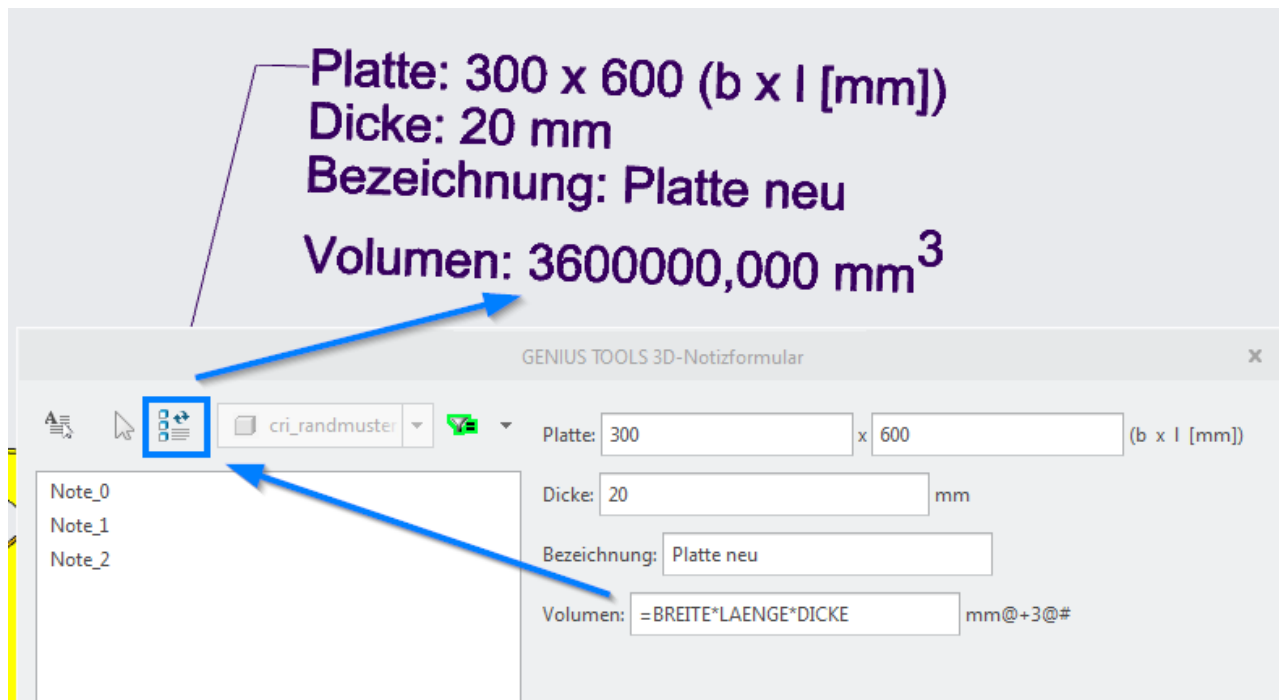 Platte: 300 x 600 (b x l [mm])
Dicke: 20 mm
Bezeichnung: Platte neu
Volumen: 3600000,000 mm³
GENIUS TOOLS 3D-Notizformular
cri_randmuster
Platte: 300 x 600 (b x l [mm])
Note_0
Note_1
Note_2
Dicke: 20 mm
Bezeichnung: Platte neu
Volumen: =BREITE*LAENGE*DICKE mm@+3@#